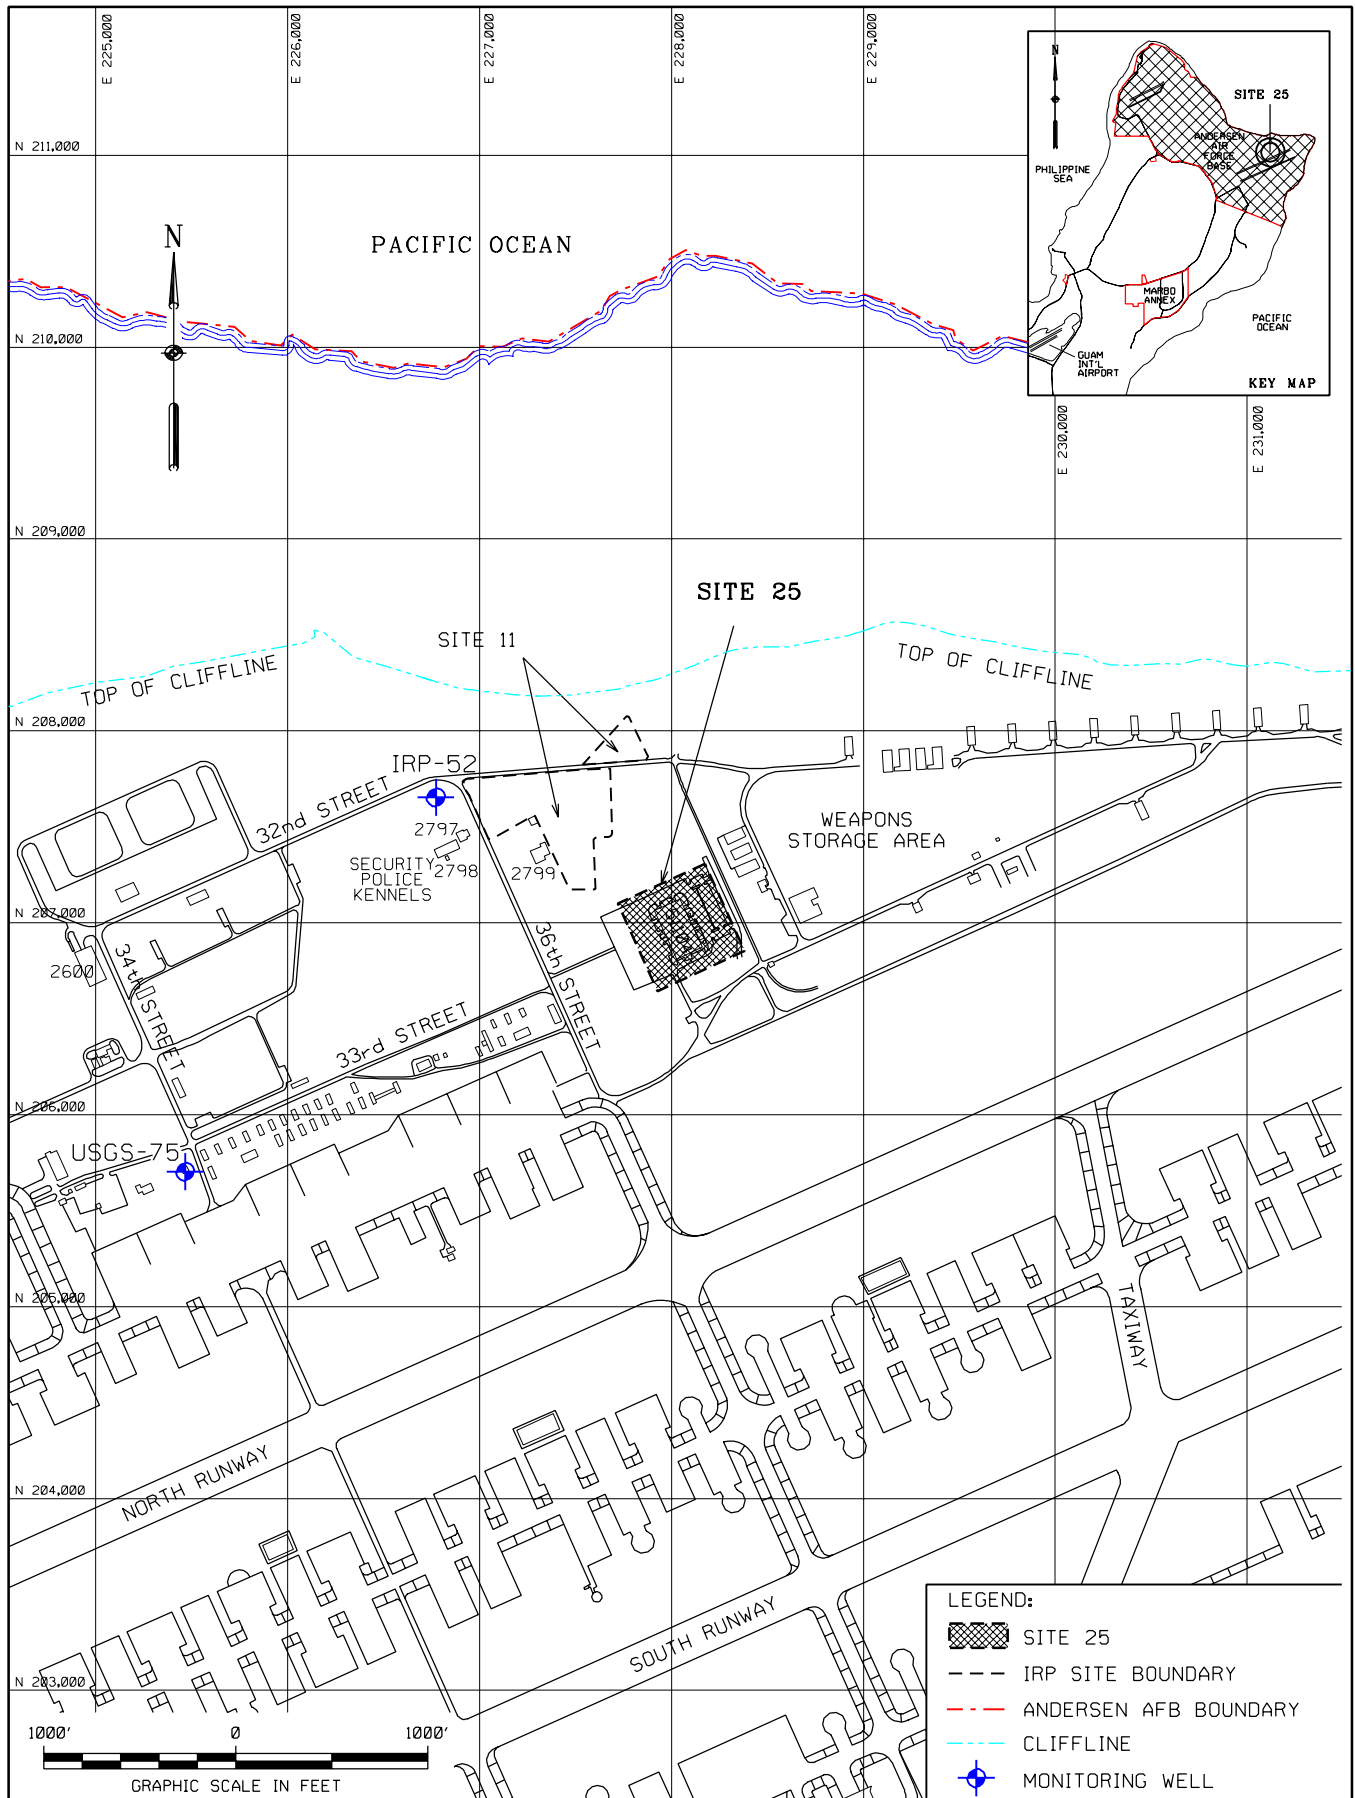 E 225,000
E 226,000
E 227,000
E 228,000
E 229,000
N
SITE 25
ANDERSEN
AIR
FORCE
BASE
PHILIPPINE
SEA
MARBO
ANNEX
PACIFIC
OCEAN
GUAM
INT'L
AIRPORT
KEY MAP
N 211,000
N
PACIFIC OCEAN
N 210,000
E 230,000
E 231,000
N 209,000
SITE 25
SITE 11
TOP OF CLIFFLINE
TOP OF CLIFFLINE
N 208,000
IRP-52
32nd STREET
2797
WEAPONS
STORAGE AREA
SECURITY
POLICE
KENNELS
2798
2799
N 207,000
36th STREET
34th STREET
2600
33rd STREET
N 206,000
USGS-75
N 205,000
TAXIWAY
NORTH RUNWAY
N 204,000
SOUTH RUNWAY
N 203,000
1000'
0
1000'
GRAPHIC SCALE IN FEET
LEGEND:
SITE 25
IRP SITE BOUNDARY
ANDERSEN AFB BOUNDARY
CLIFFLINE
MONITORING WELL